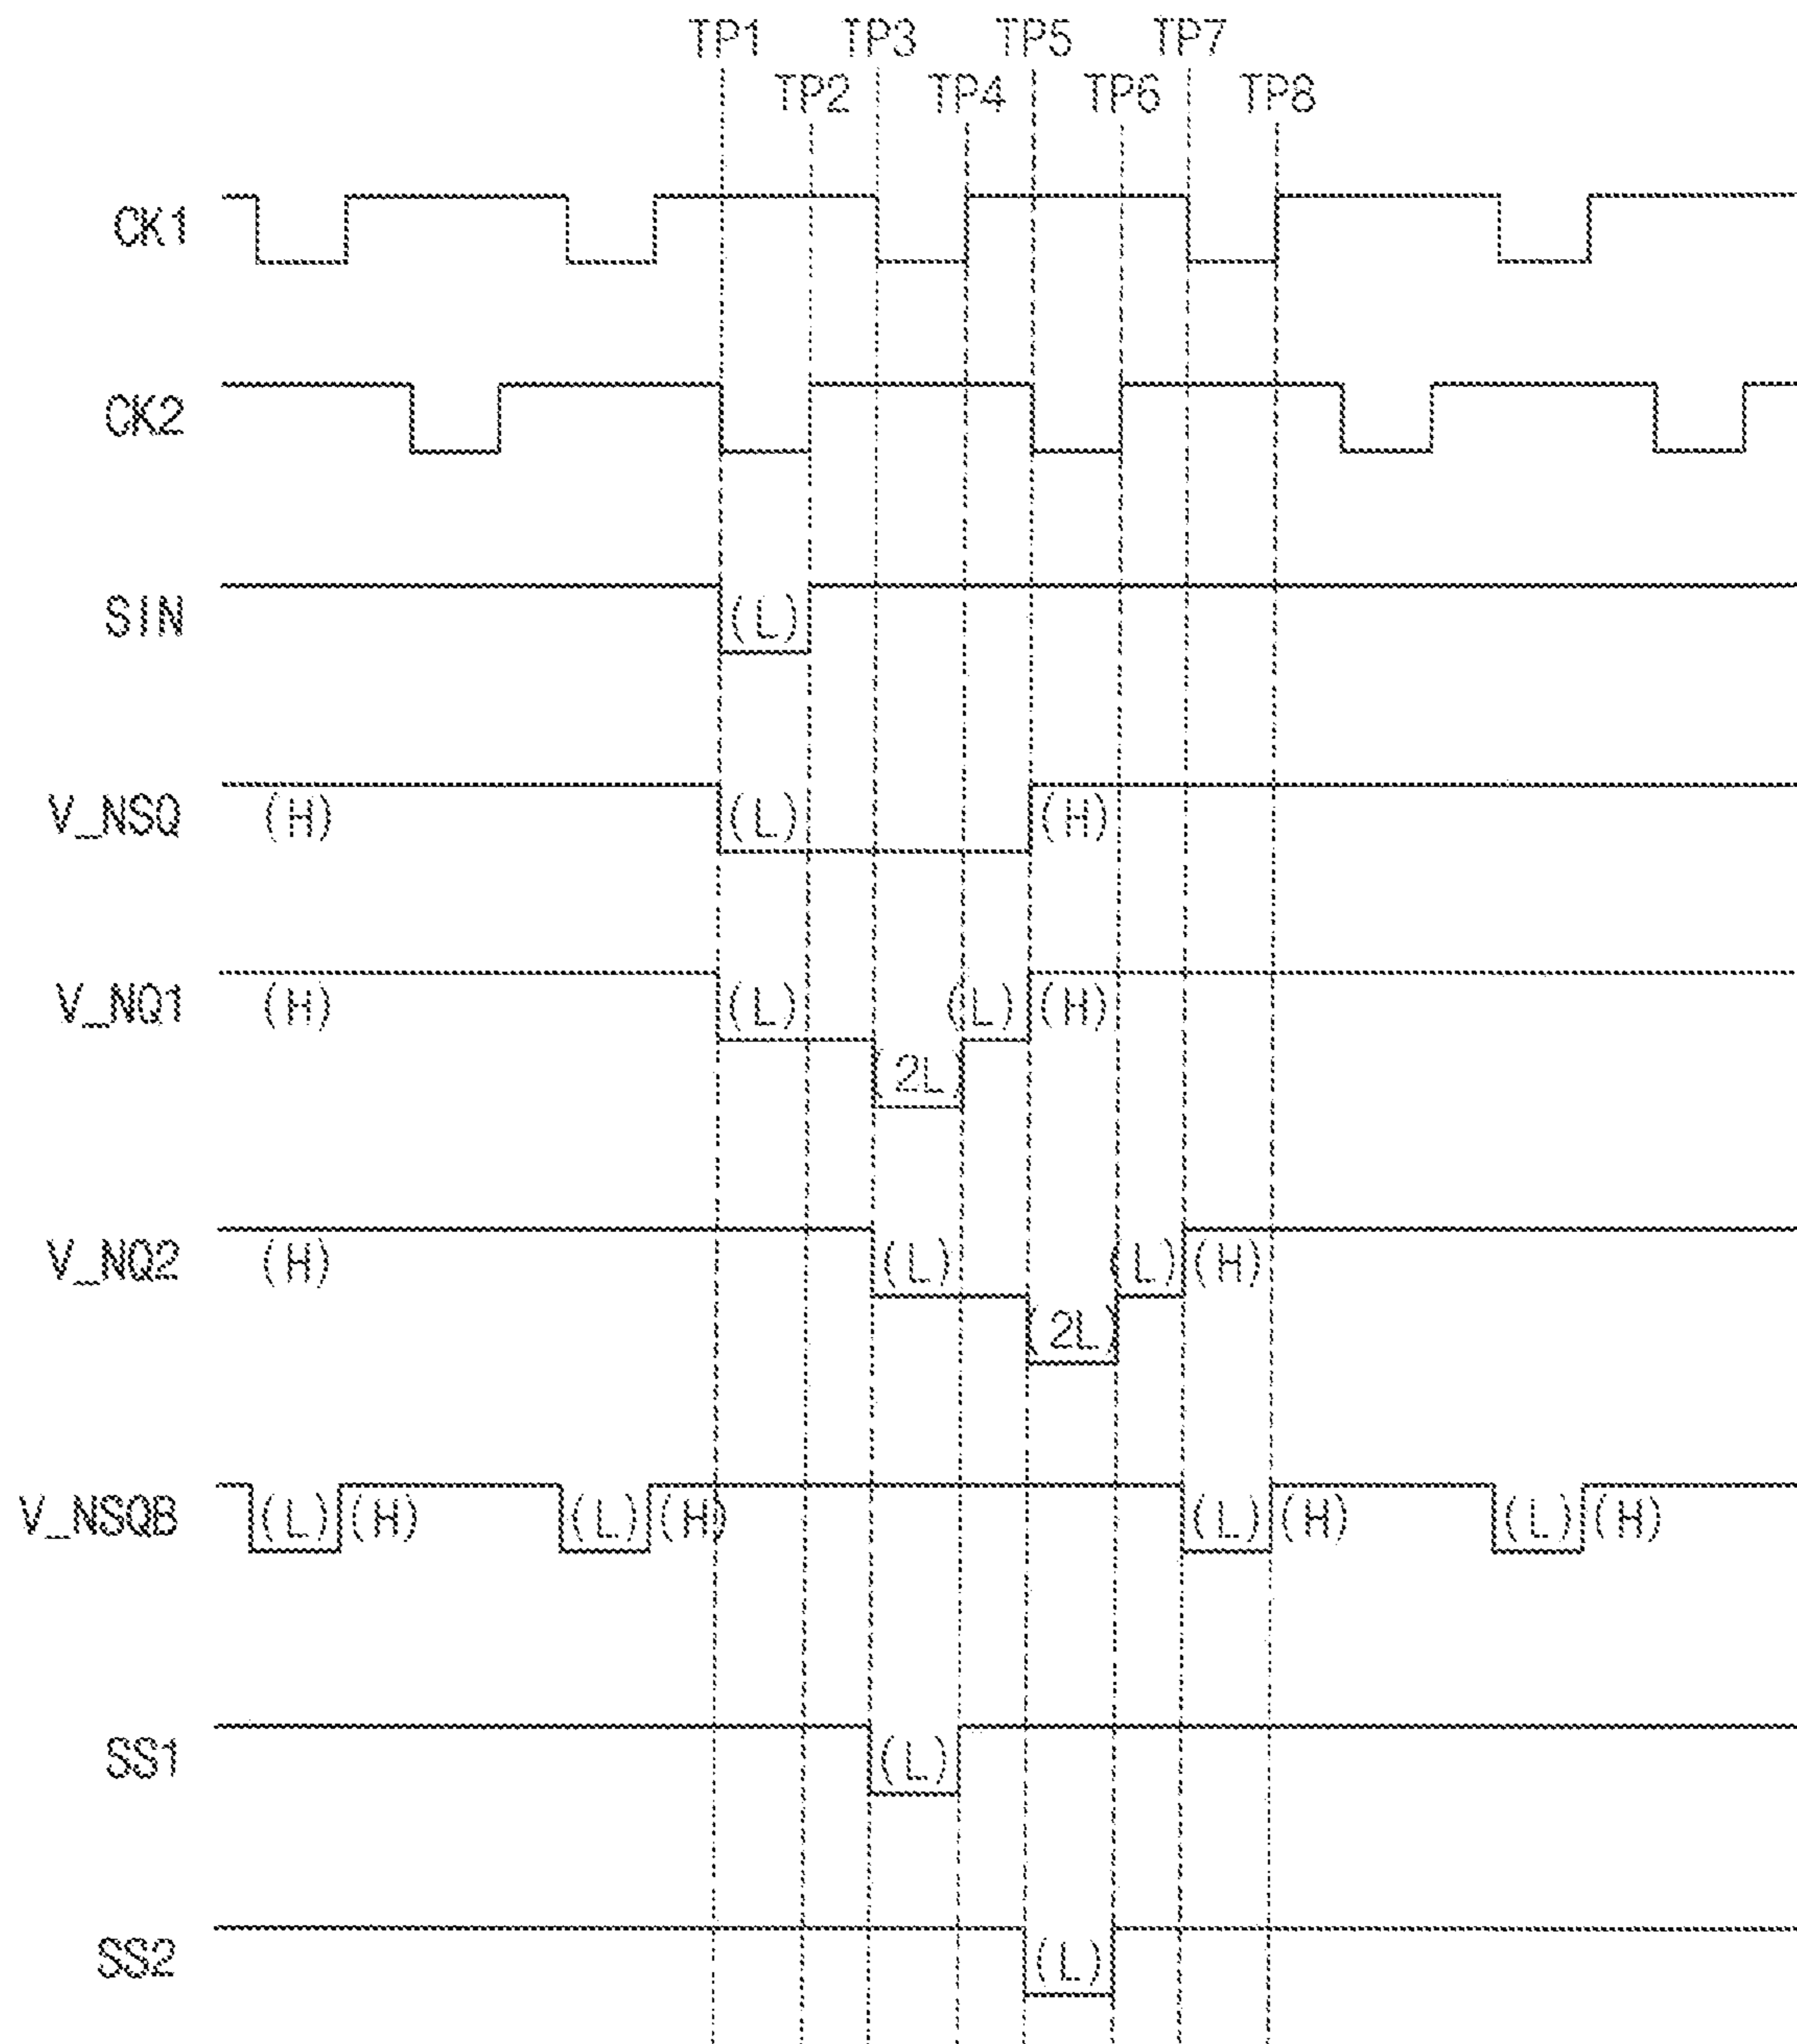 TP1 TP3 TP5 TP7
TP2 TP4 TP6 TP8
CK1
CK2
SIN (L)
V_NSQ (H) (L) (H)
V_NQ1 (H) (L) (L) (H)
(2L)
V_NQ2 (H) (L) (L) (H)
(2L)
V_NSQB (L) (H) (L) (H) (L) (H) (L) (H)
SS1 (L)
SS2 (L)